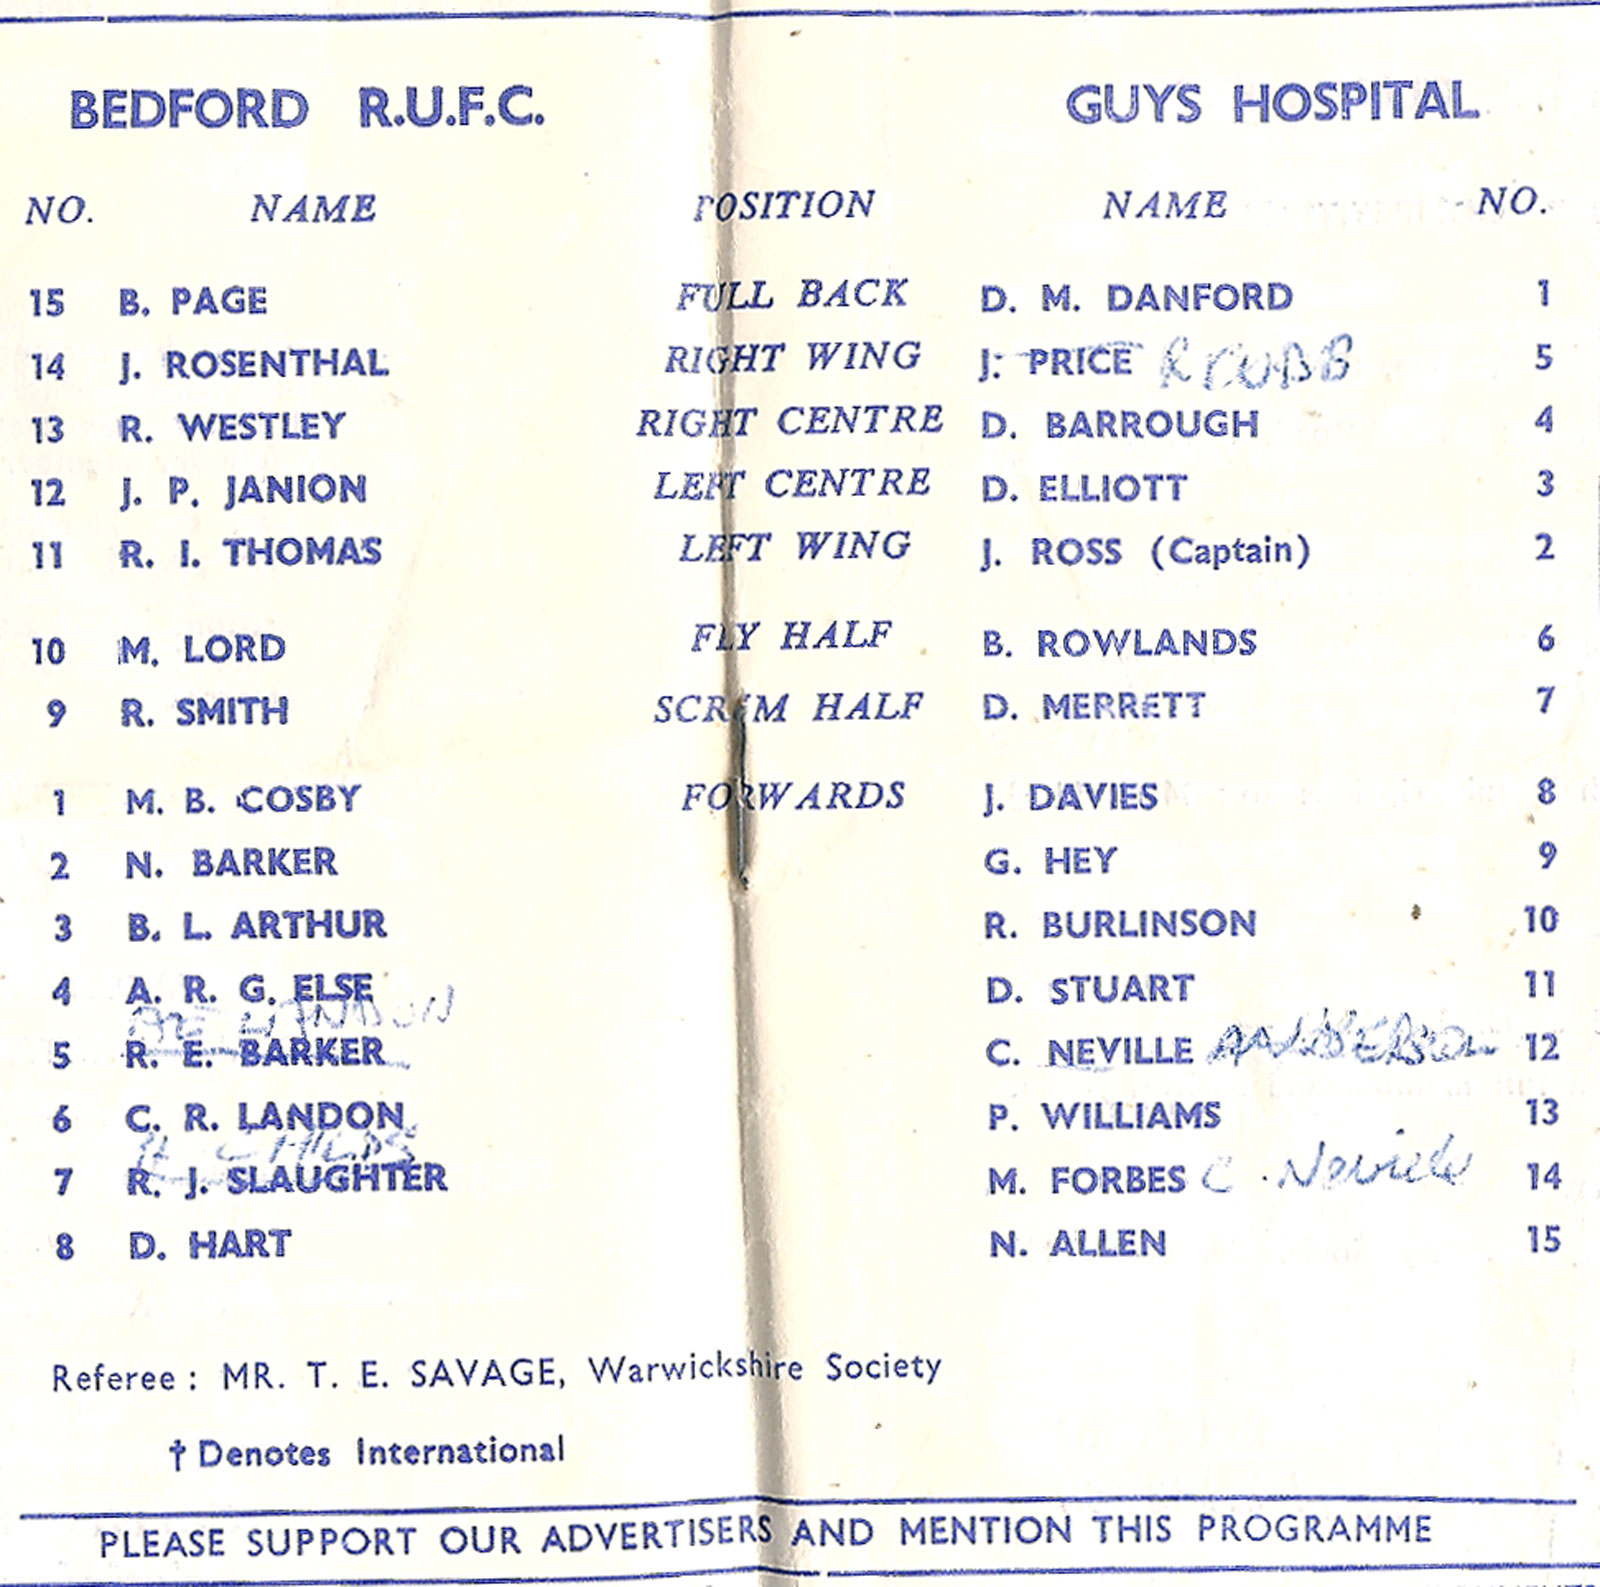 BEDFORD R.U.F.C. GUYS HOSPITAL
NO. NAME POSITION NAME NO.
15 B. PAGE FULL BACK D. M. DANFORD 1
14 J. ROSENTHAL RIGHT WING J. PRICE R CUBB 5
13 R. WESTLEY RIGHT CENTRE D. BARROUGH 4
12 J. P. JANION LEFT CENTRE D. ELLIOTT 3
11 R. I. THOMAS LEFT WING J. ROSS (Captain) 2
10 M. LORD FLY HALF B. ROWLANDS 6
9 R. SMITH SCRUM HALF D. MERRETT 7
1 M. B. COSBY FORWARDS J. DAVIES 8
2 N. BARKER G. HEY 9
3 B. L. ARTHUR R. BURLINSON 10
4 A. R. G. ELSE D. STUART 11
5 R. E. BARKER C. NEVILLE ANDERSON 12
6 C. R. LANDON P. WILLIAMS 13
CHILDS
7 R. J. SLAUGHTER M. FORBES C. Neville 14
8 D. HART N. ALLEN 15
Referee : MR. T. E. SAVAGE, Warwickshire Society
† Denotes International
PLEASE SUPPORT OUR ADVERTISERS AND MENTION THIS PROGRAMME